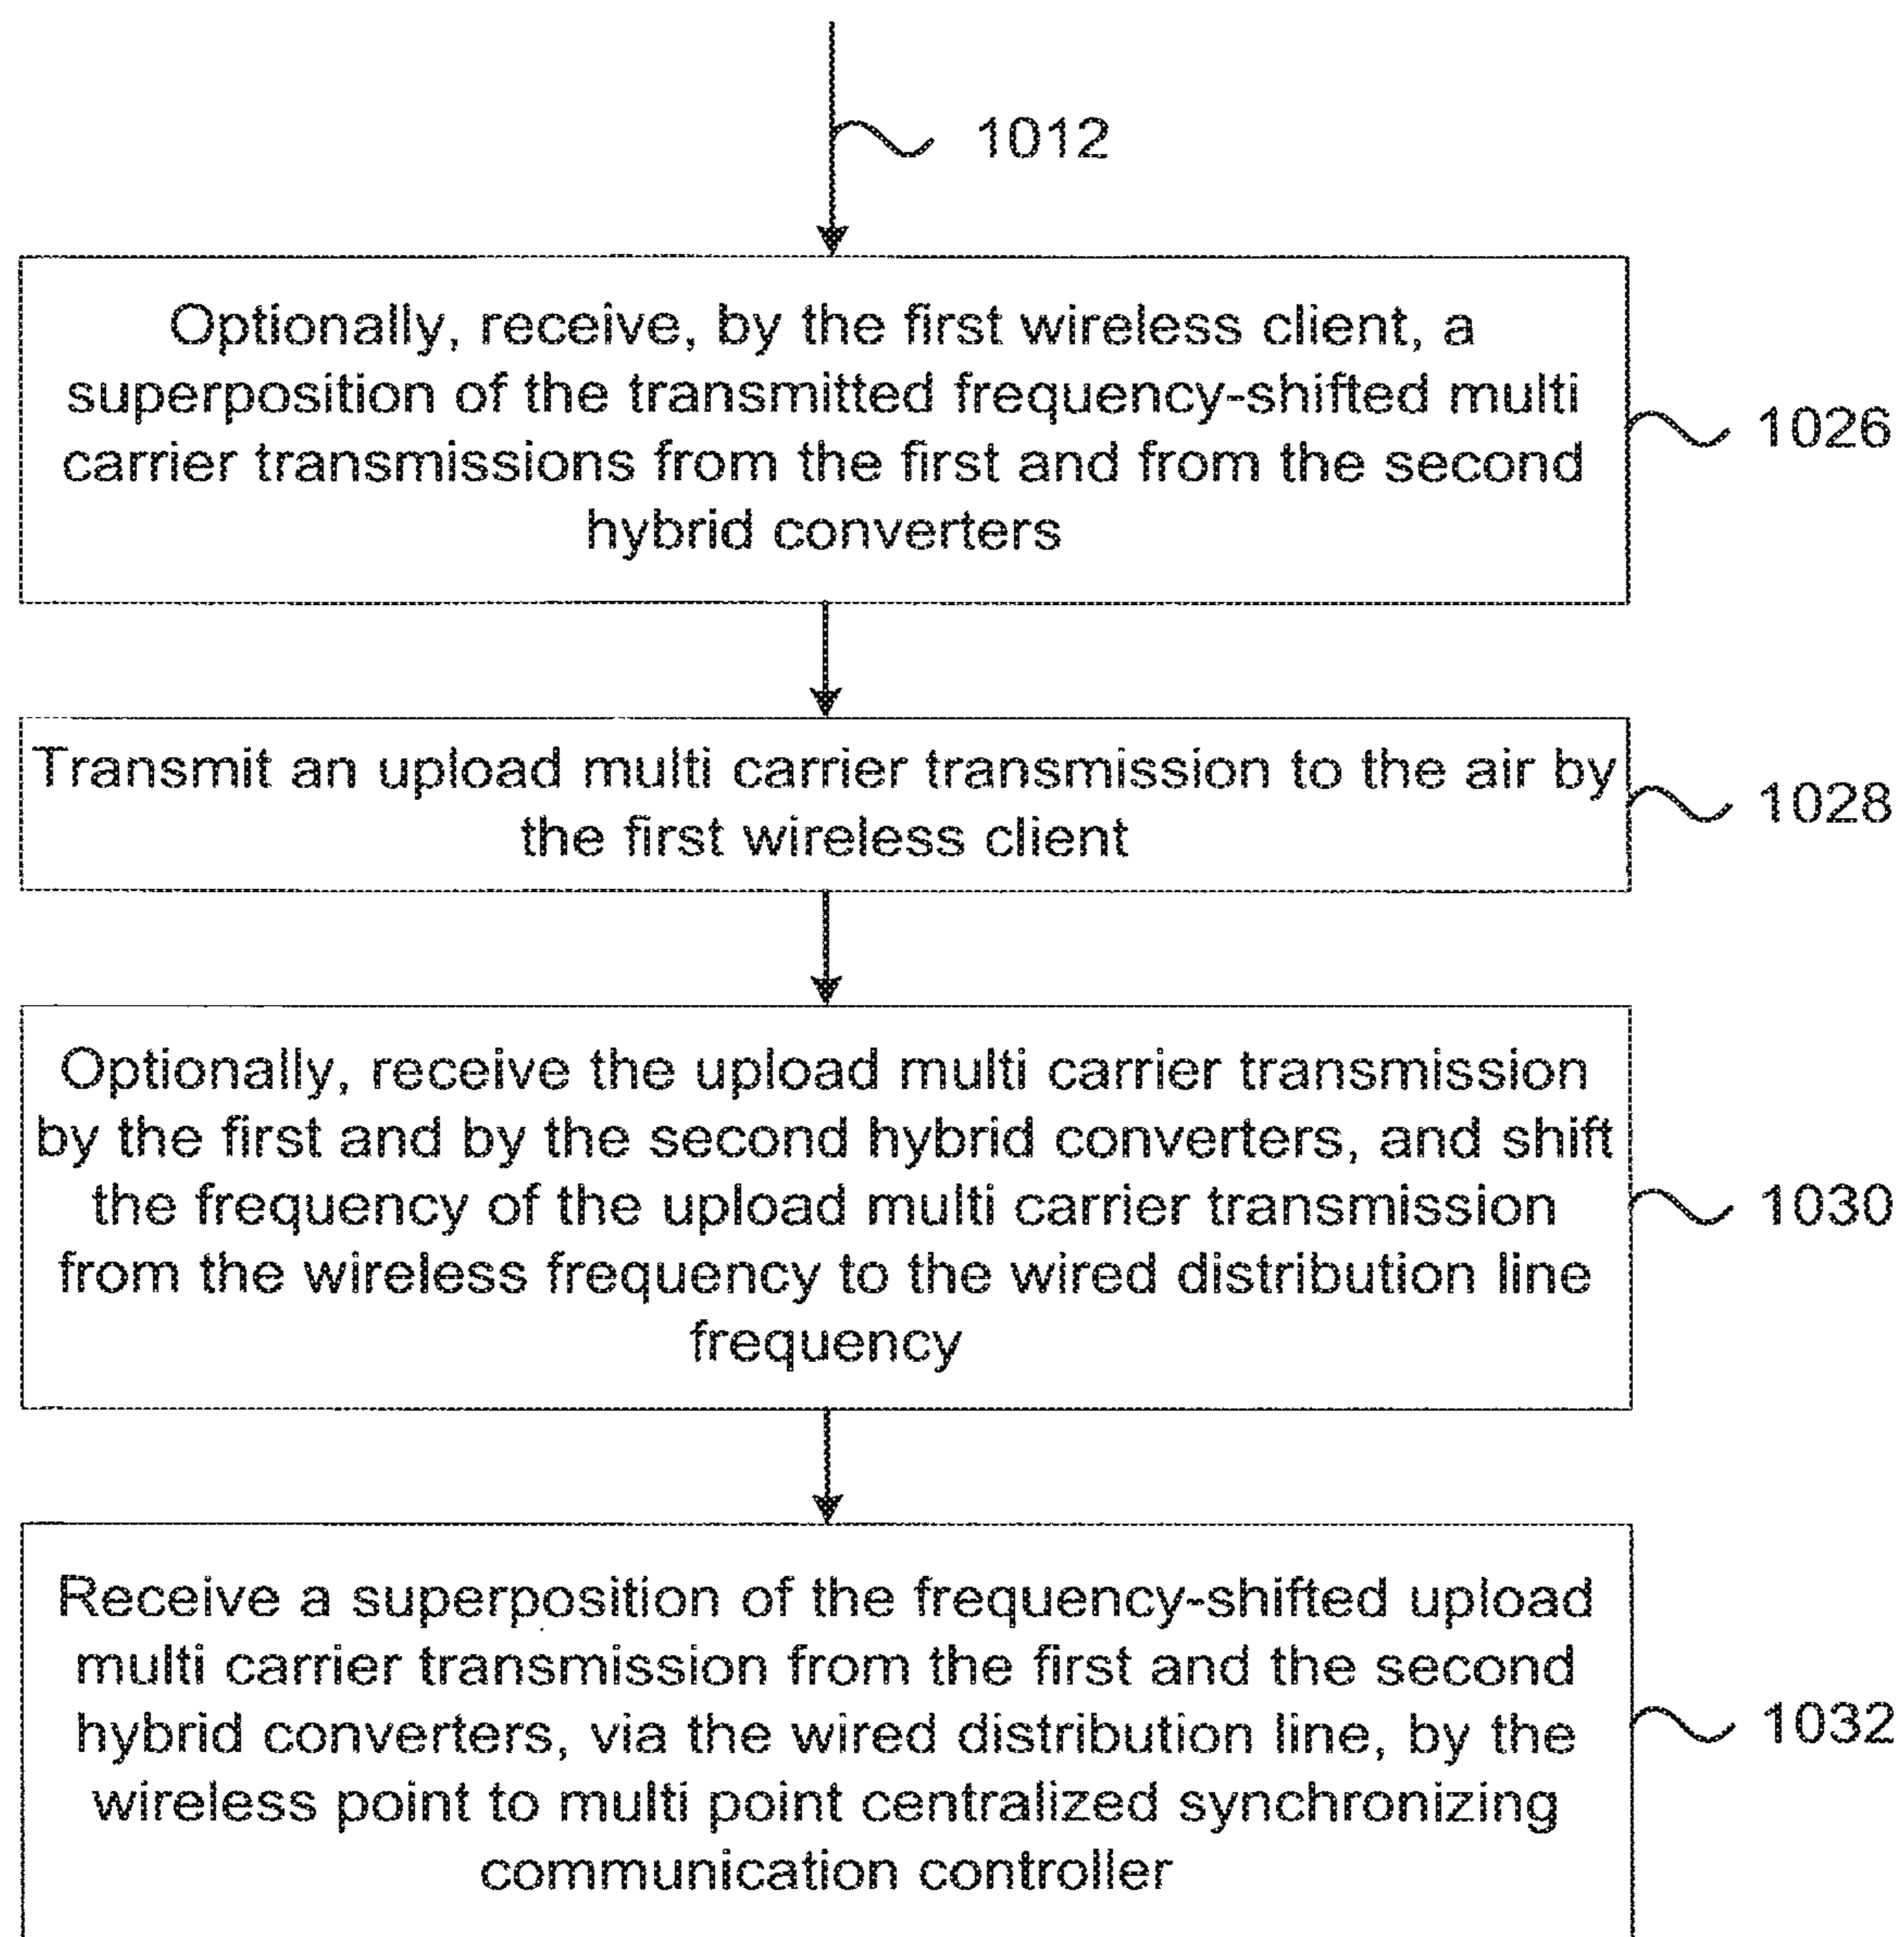 1012
Optionally, receive, by the first wireless client, a
superposition of the transmitted frequency-shifted multi
carrier transmissions from the first and from the second
hybrid converters
1026
Transmit an upload multi carrier transmission to the air by
the first wireless client
1028
Optionally, receive the upload multi carrier transmission
by the first and by the second hybrid converters, and shift
the frequency of the upload multi carrier transmission
from the wireless frequency to the wired distribution line
frequency
1030
Receive a superposition of the frequency-shifted upload
multi carrier transmission from the first and the second
hybrid converters, via the wired distribution line, by the
wireless point to multi point centralized synchronizing
communication controller
1032